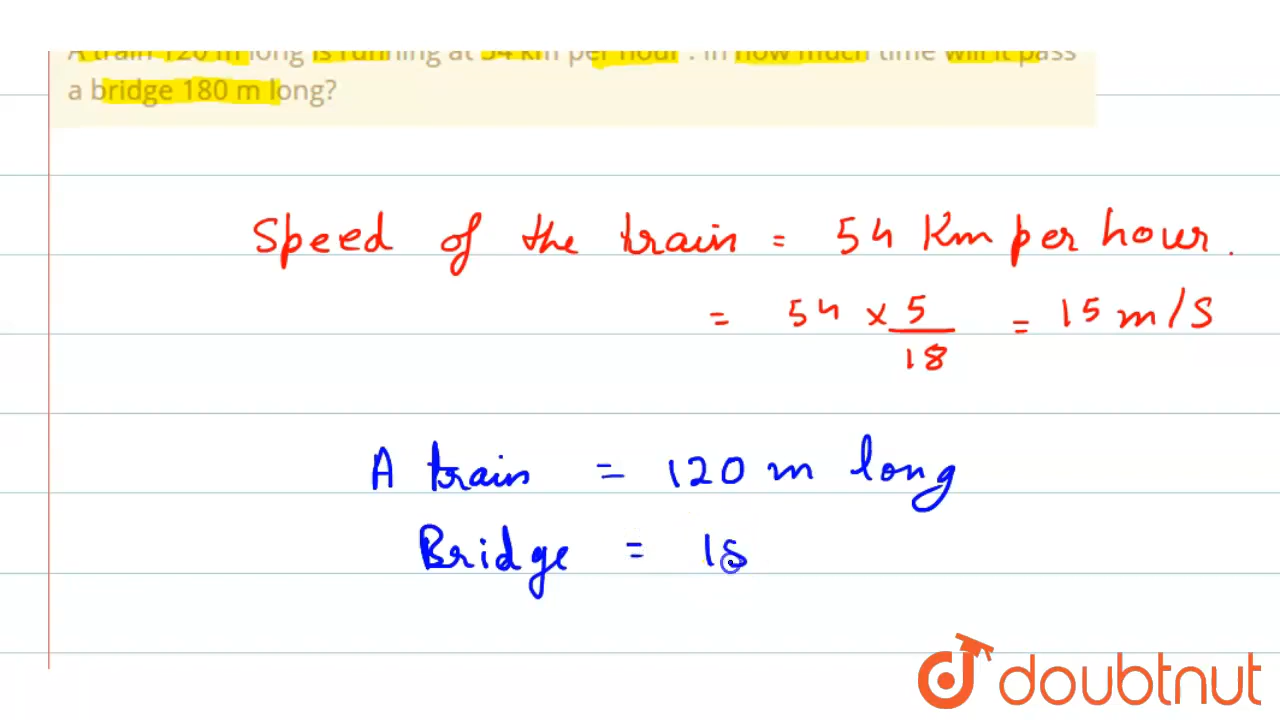 A train 120 m long is running at 54 km per hour . In how much time will it pass
a bridge 180 m long?
Speed of the train = 54 Km per hour.
= 54 × 5/18 = 15 m/s
A train = 120 m long
Bridge = 18
doubtnut